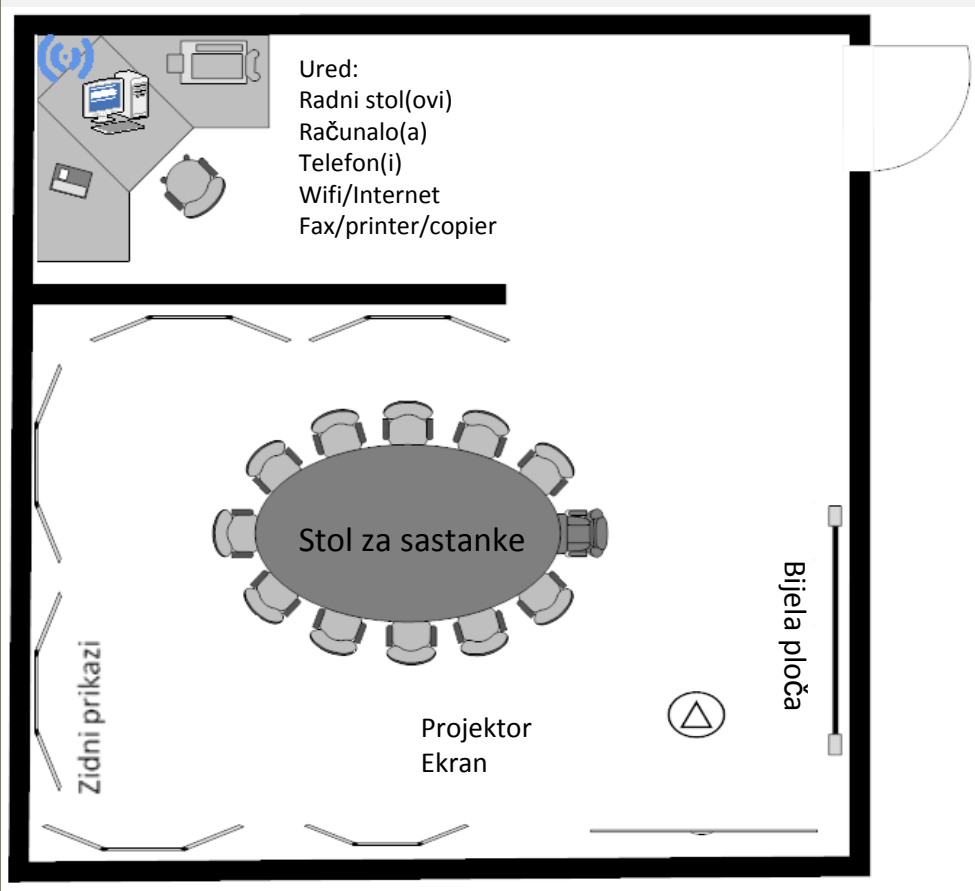 Ured:
Radni stol(ovi)
Računalo(a)
Telefon(i)
Wifi/Internet
Fax/printer/copier
Stol za sastanke
Bijela ploča
Zidni prikazi
Projektor
Ekran